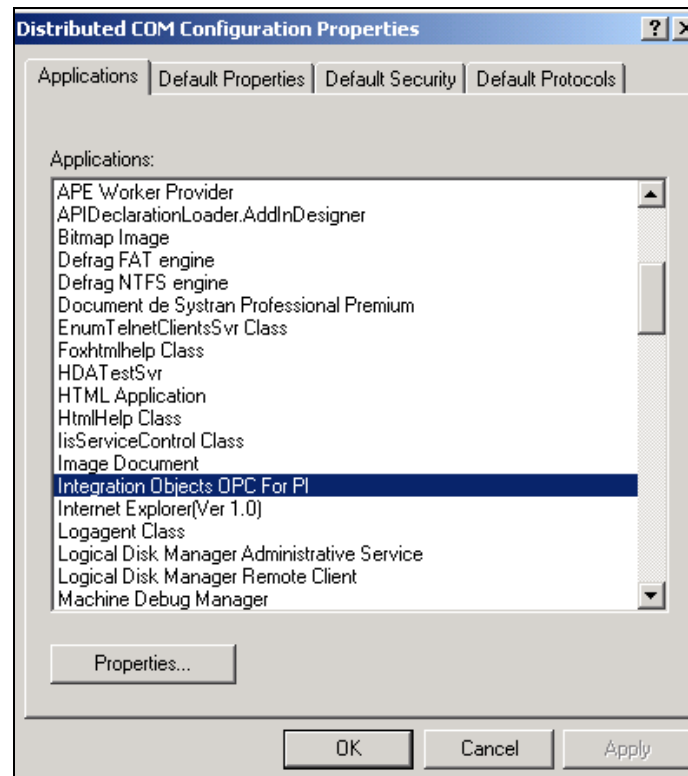 Distributed COM Configuration Properties
Applications Default Properties Default Security Default Protocols
Applications:
APE Worker Provider
APIDeclarationLoader.AddInDesigner
Bitmap Image
Defrag FAT engine
Defrag NTFS engine
Document de Systran Professional Premium
EnumTelnetClientsSvr Class
Foxhtmlhelp Class
HDATestSvr
HTML Application
HtmlHelp Class
IisServiceControl Class
Image Document
Integration Objects OPC For PI
Internet Explorer(Ver 1.0)
Logagent Class
Logical Disk Manager Administrative Service
Logical Disk Manager Remote Client
Machine Debug Manager
Properties...
OK Cancel Apply